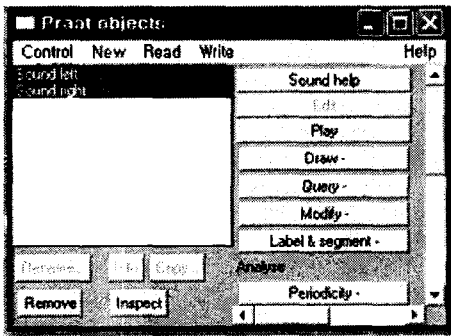 Praat objects
Control New Read Write Help
Sound left
Sound right
Sound help
Edit
Play
Draw -
Query -
Modify -
Label & segment -
Analyse
Periodicity -
Rename... Info Copy...
Remove Inspect